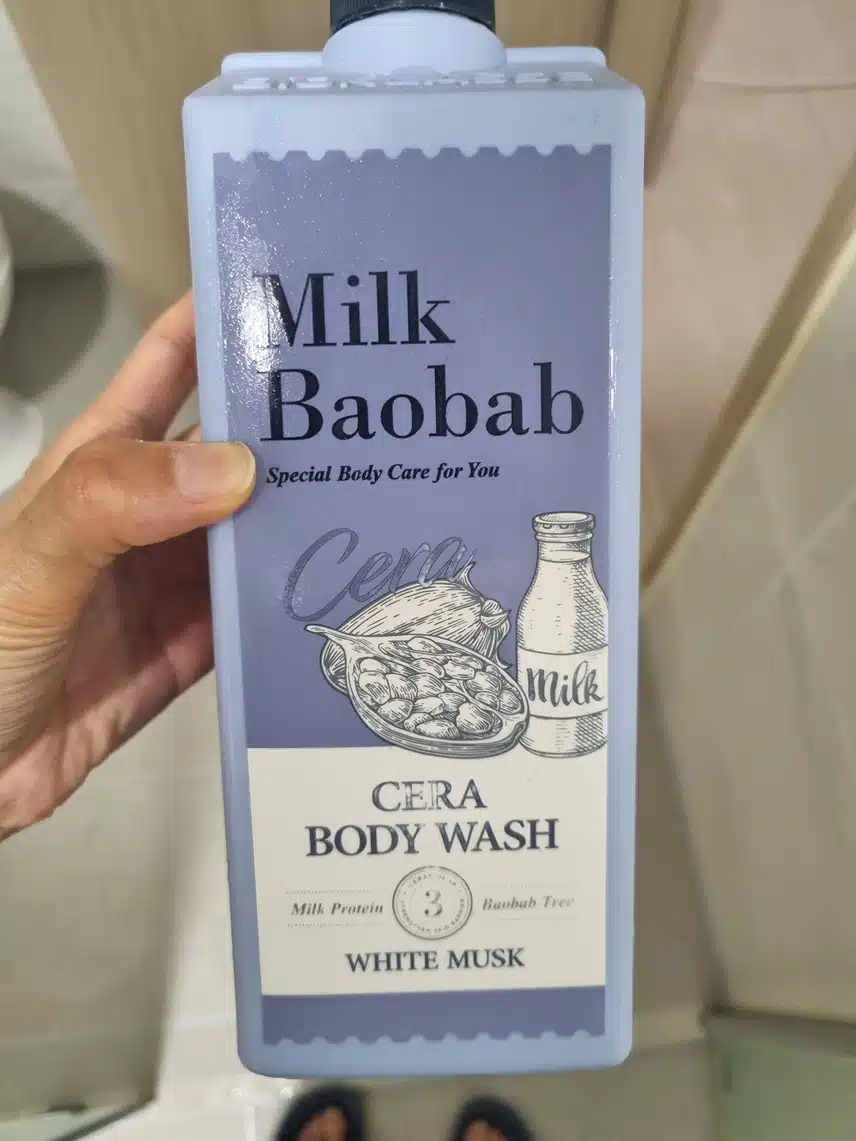 Milk
Baobab
Special Body Care for You
Cera
Milk
CERA
BODY WASH
Milk Protein
3
Baobab Tree
WHITE MUSK